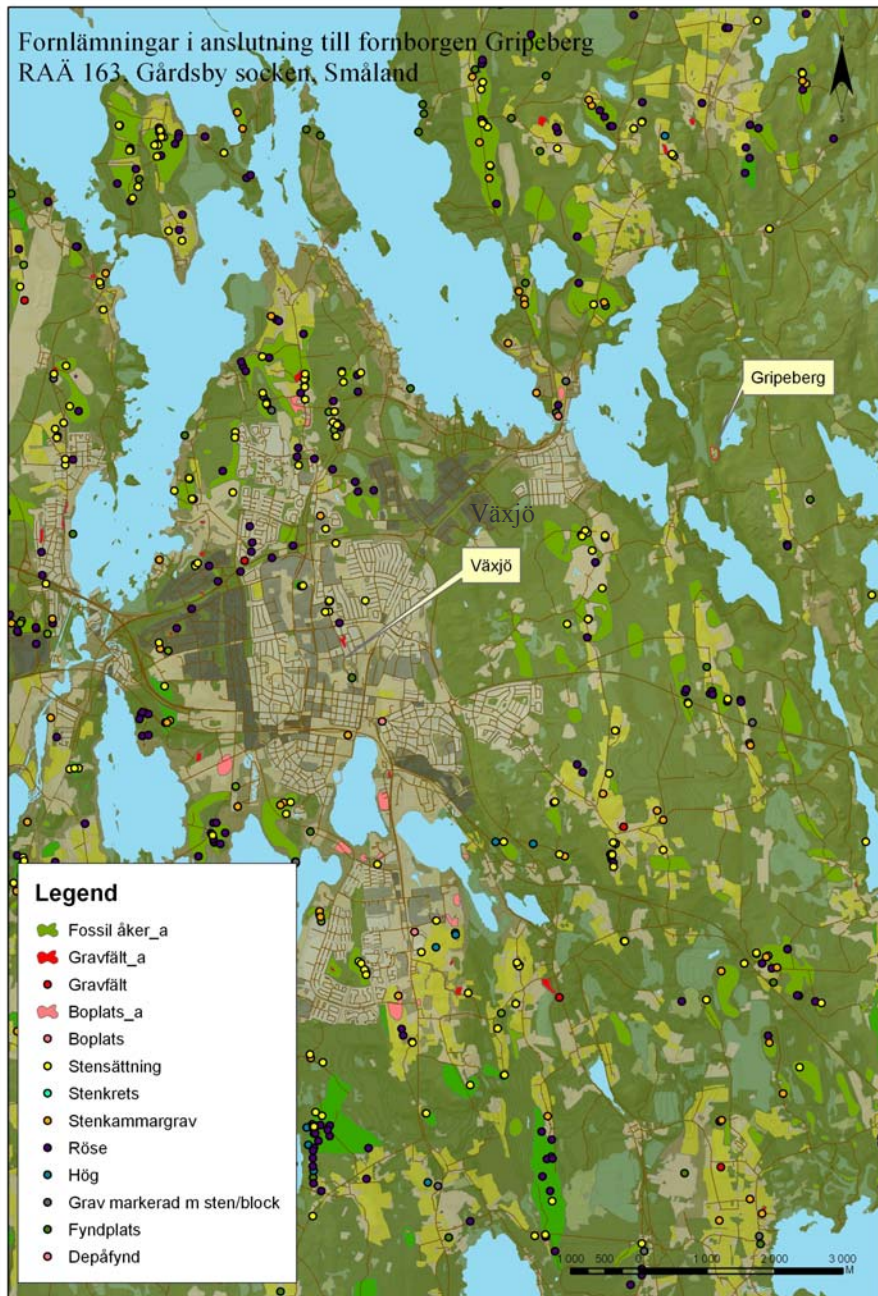 Fornlämningar i anslutning till fornborgen Gripeberg
RAÄ 163, Gårdsby socken, Småland
N
S
Gripeberg
Växjö
Växjö
Legend
Fossil åker_a
Gravfält_a
Gravfält
Boplats_a
Boplats
Stensättning
Stenkrets
Stenkammargrav
Röse
Hög
Grav markerad m sten/block
Fyndplats
Depåfynd
1 000 500 0 1 000 2 000 3 000
M